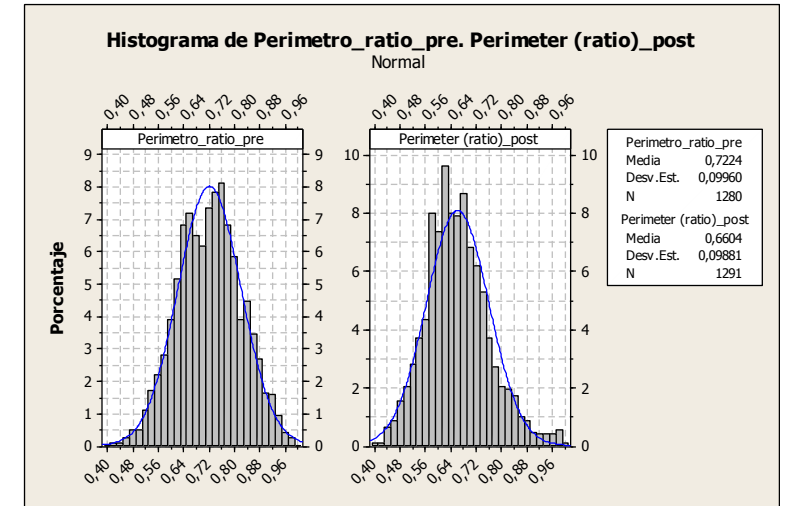 Histograma de Perimetro_ratio_pre. Perimeter (ratio)_post
Normal
0,40 0,48 0,56 0,64 0,72 0,80 0,88 0,96
0,40 0,48 0,56 0,64 0,72 0,80 0,88 0,96
Perimetro_ratio_pre
Perimeter (ratio)_post
9
8
7
6
5
4
3
2
1
0
9
8
7
6
5
4
3
2
1
0
10
8
6
4
2
0
10
8
6
4
2
0
Porcentaje
0,40 0,48 0,56 0,64 0,72 0,80 0,88 0,96
0,40 0,48 0,56 0,64 0,72 0,80 0,88 0,96
Perimetro_ratio_pre
Media 0,7224
Desv.Est. 0,09960
N 1280
Perimeter (ratio)_post
Media 0,6604
Desv.Est. 0,09881
N 1291